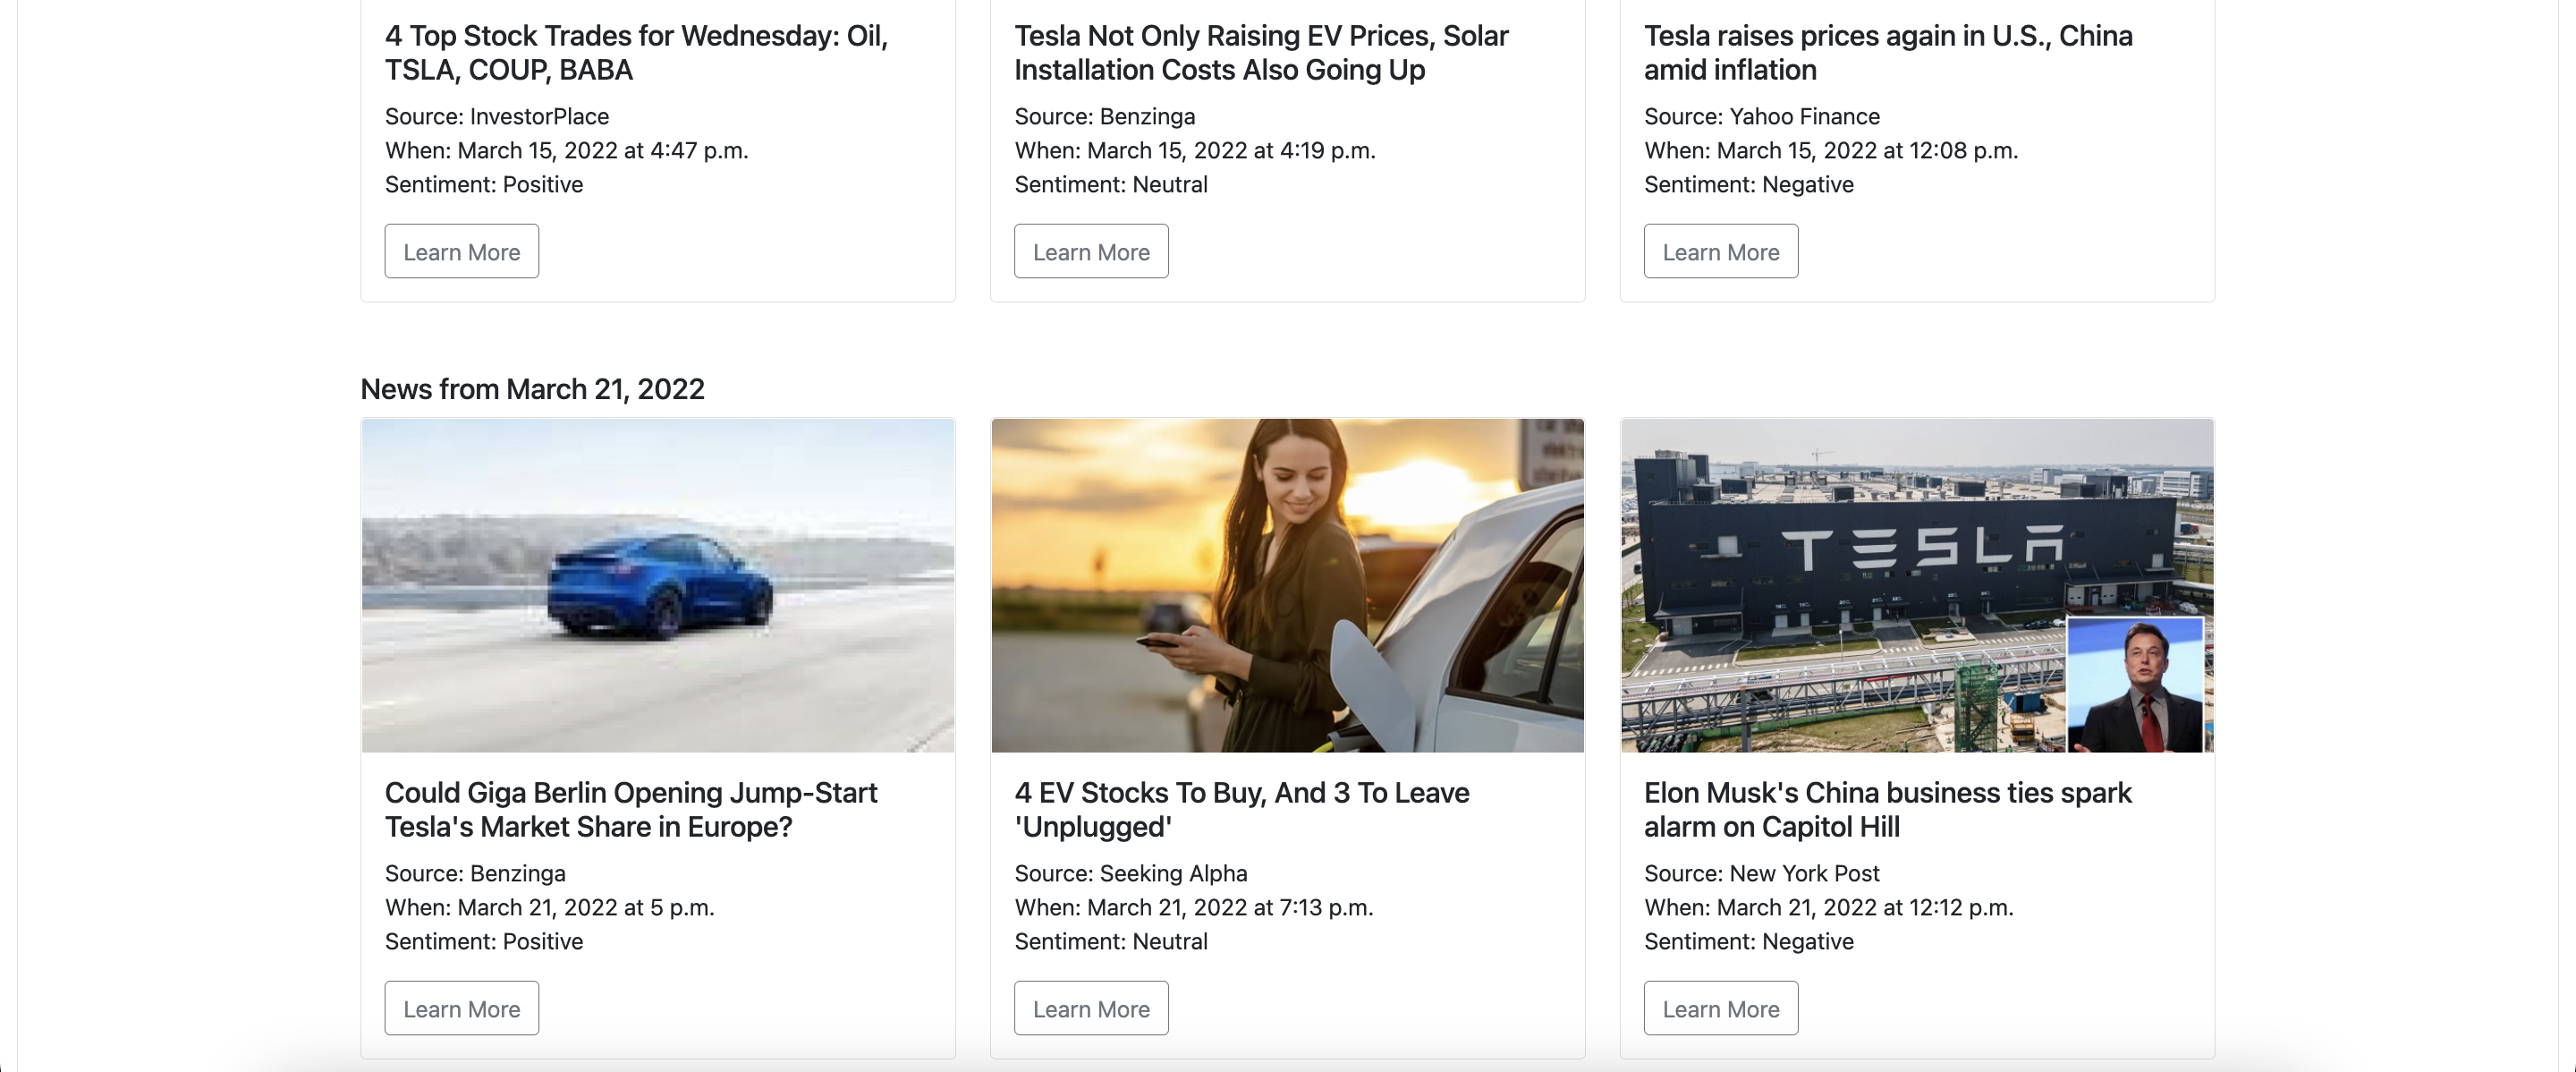 4 Top Stock Trades for Wednesday: Oil,
TSLA, COUP, BABA
Source: InvestorPlace
When: March 15, 2022 at 4:47 p.m.
Sentiment: Positive
Learn More
Tesla Not Only Raising EV Prices, Solar
Installation Costs Also Going Up
Source: Benzinga
When: March 15, 2022 at 4:19 p.m.
Sentiment: Neutral
Learn More
Tesla raises prices again in U.S., China
amid inflation
Source: Yahoo Finance
When: March 15, 2022 at 12:08 p.m.
Sentiment: Negative
Learn More
News from March 21, 2022
Could Giga Berlin Opening Jump-Start
Tesla's Market Share in Europe?
Source: Benzinga
When: March 21, 2022 at 5 p.m.
Sentiment: Positive
Learn More
4 EV Stocks To Buy, And 3 To Leave
'Unplugged'
Source: Seeking Alpha
When: March 21, 2022 at 7:13 p.m.
Sentiment: Neutral
Learn More
TESLA
Elon Musk's China business ties spark
alarm on Capitol Hill
Source: New York Post
When: March 21, 2022 at 12:12 p.m.
Sentiment: Negative
Learn More